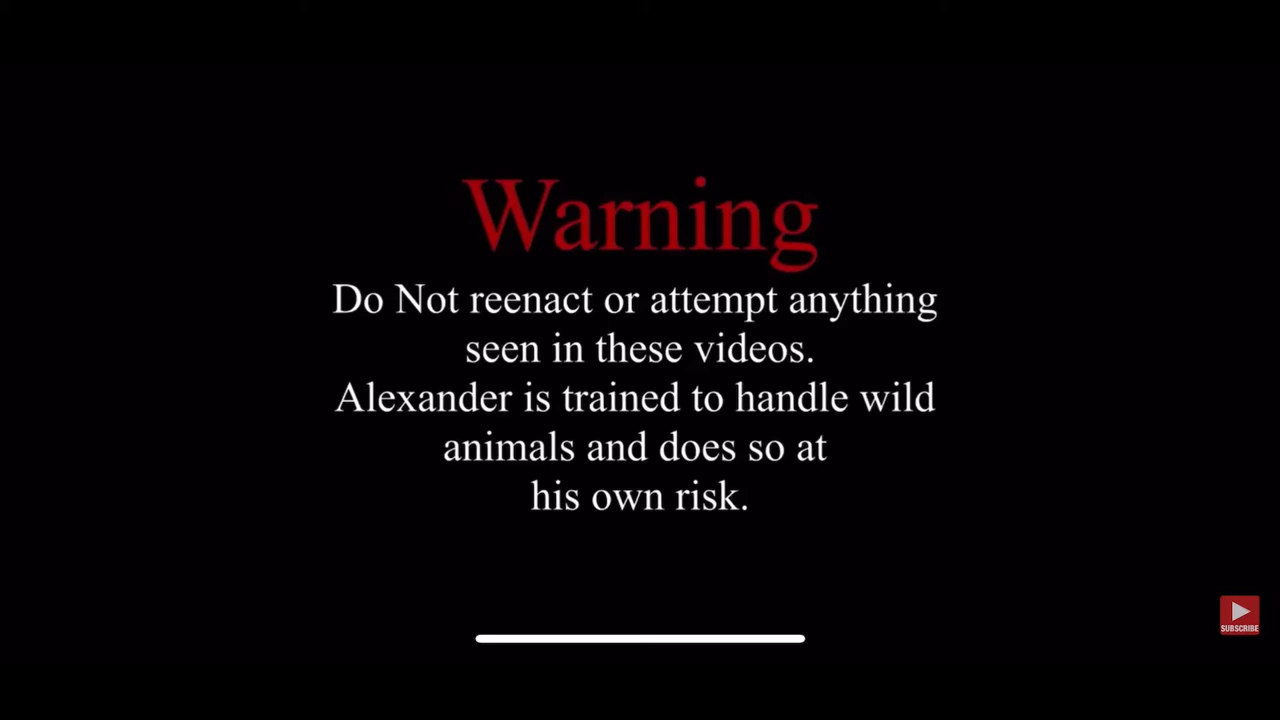 Warning
Do Not reenact or attempt anything
seen in these videos.
Alexander is trained to handle wild
animals and does so at
his own risk.
SUBSCRIBE